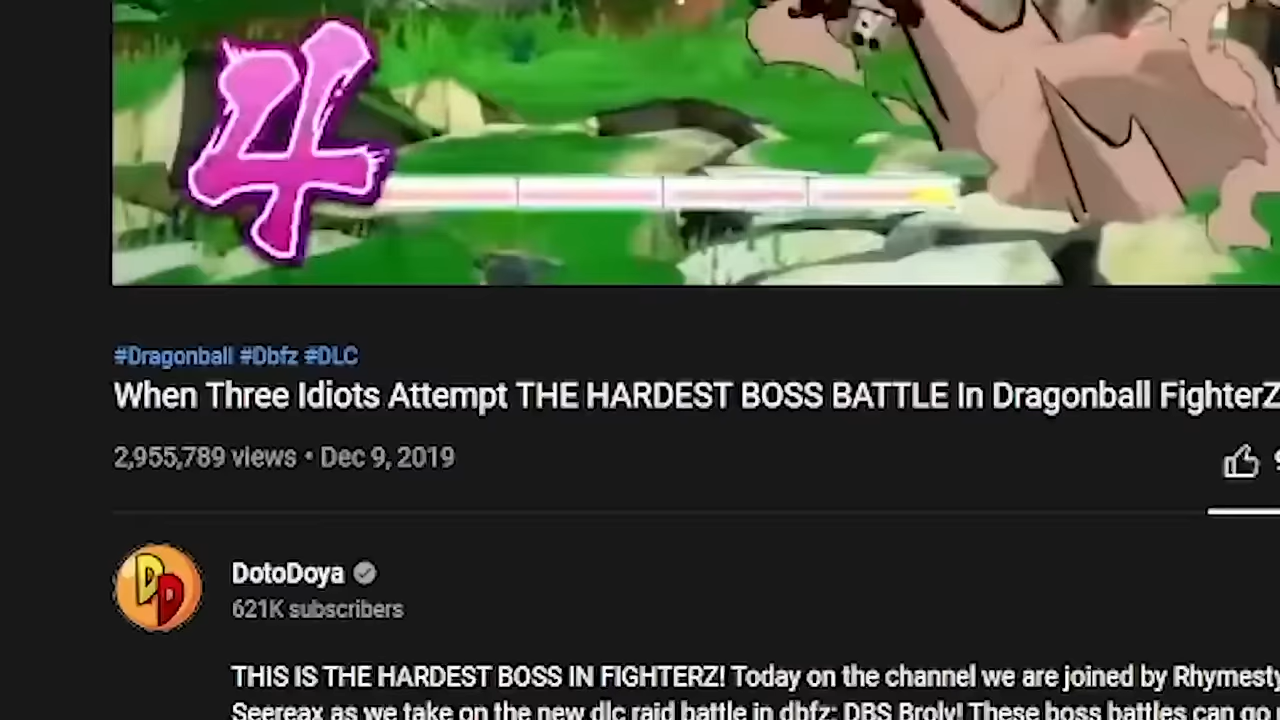 4
#Dragonball #Dbfz #DLC
When Three Idiots Attempt THE HARDEST BOSS BATTLE In Dragonball FighterZ
2,955,789 views • Dec 9, 2019
DD
DotoDoya
621K subscribers
THIS IS THE HARDEST BOSS IN FIGHTERZ! Today on the channel we are joined by Rhymesty
Seereax as we take on the new dlc raid battle in dbfz: DBS Broly! These boss battles can go